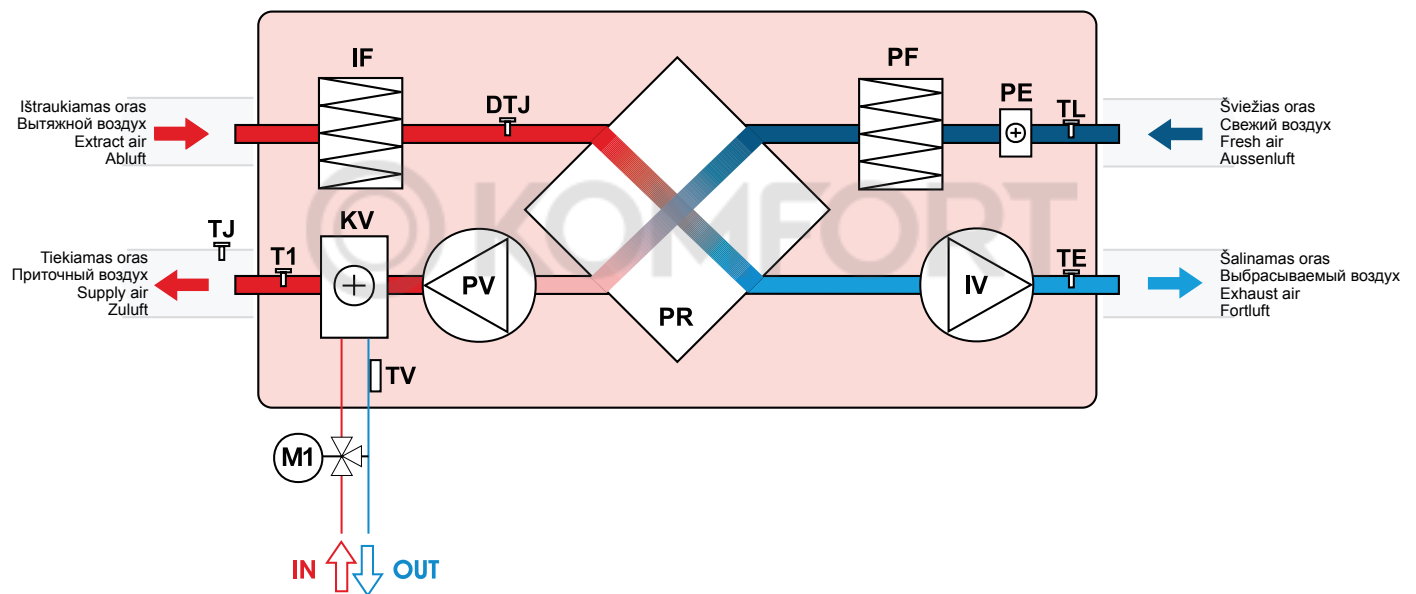 IF
PF
Ištraukiamas oras
Вытяжной воздух
Extract air
Abluft
DTJ
PE
TL
Šviežias oras
Свежий воздух
Fresh air
Aussenluft
KOMFORT
TJ
KV
Tiekiamas oras
Приточный воздух
Supply air
Zuluft
T1
PV
PR
IV
TE
Šalinamas oras
Выбрасываемый воздух
Exhaust air
Fortluft
TV
M1
IN
OUT